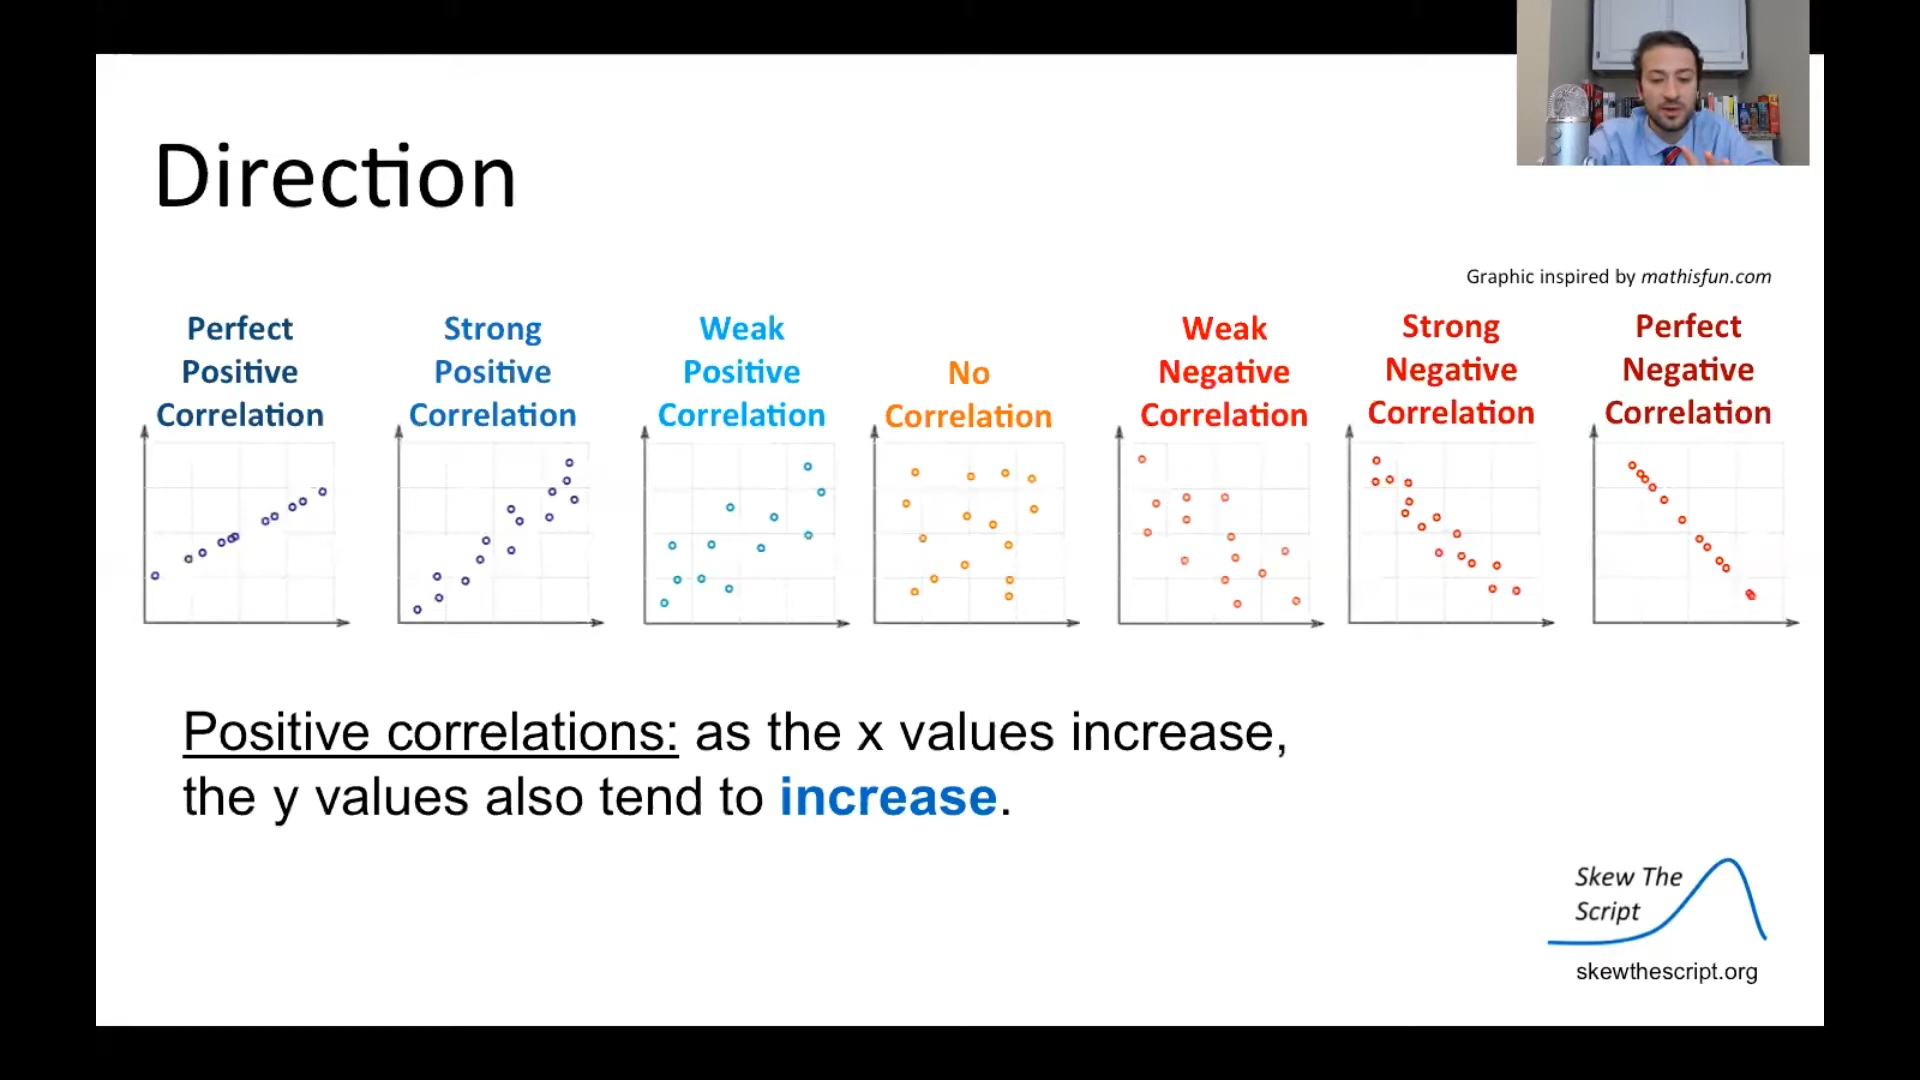 Direction
Graphic inspired by mathisfun.com
Perfect
Positive
Correlation
Strong
Positive
Correlation
Weak
Positive
Correlation
No
Correlation
Weak
Negative
Correlation
Strong
Negative
Correlation
Perfect
Negative
Correlation
Positive correlations: as the x values increase,
the y values also tend to increase.
Skew The
Script
skewthescript.org